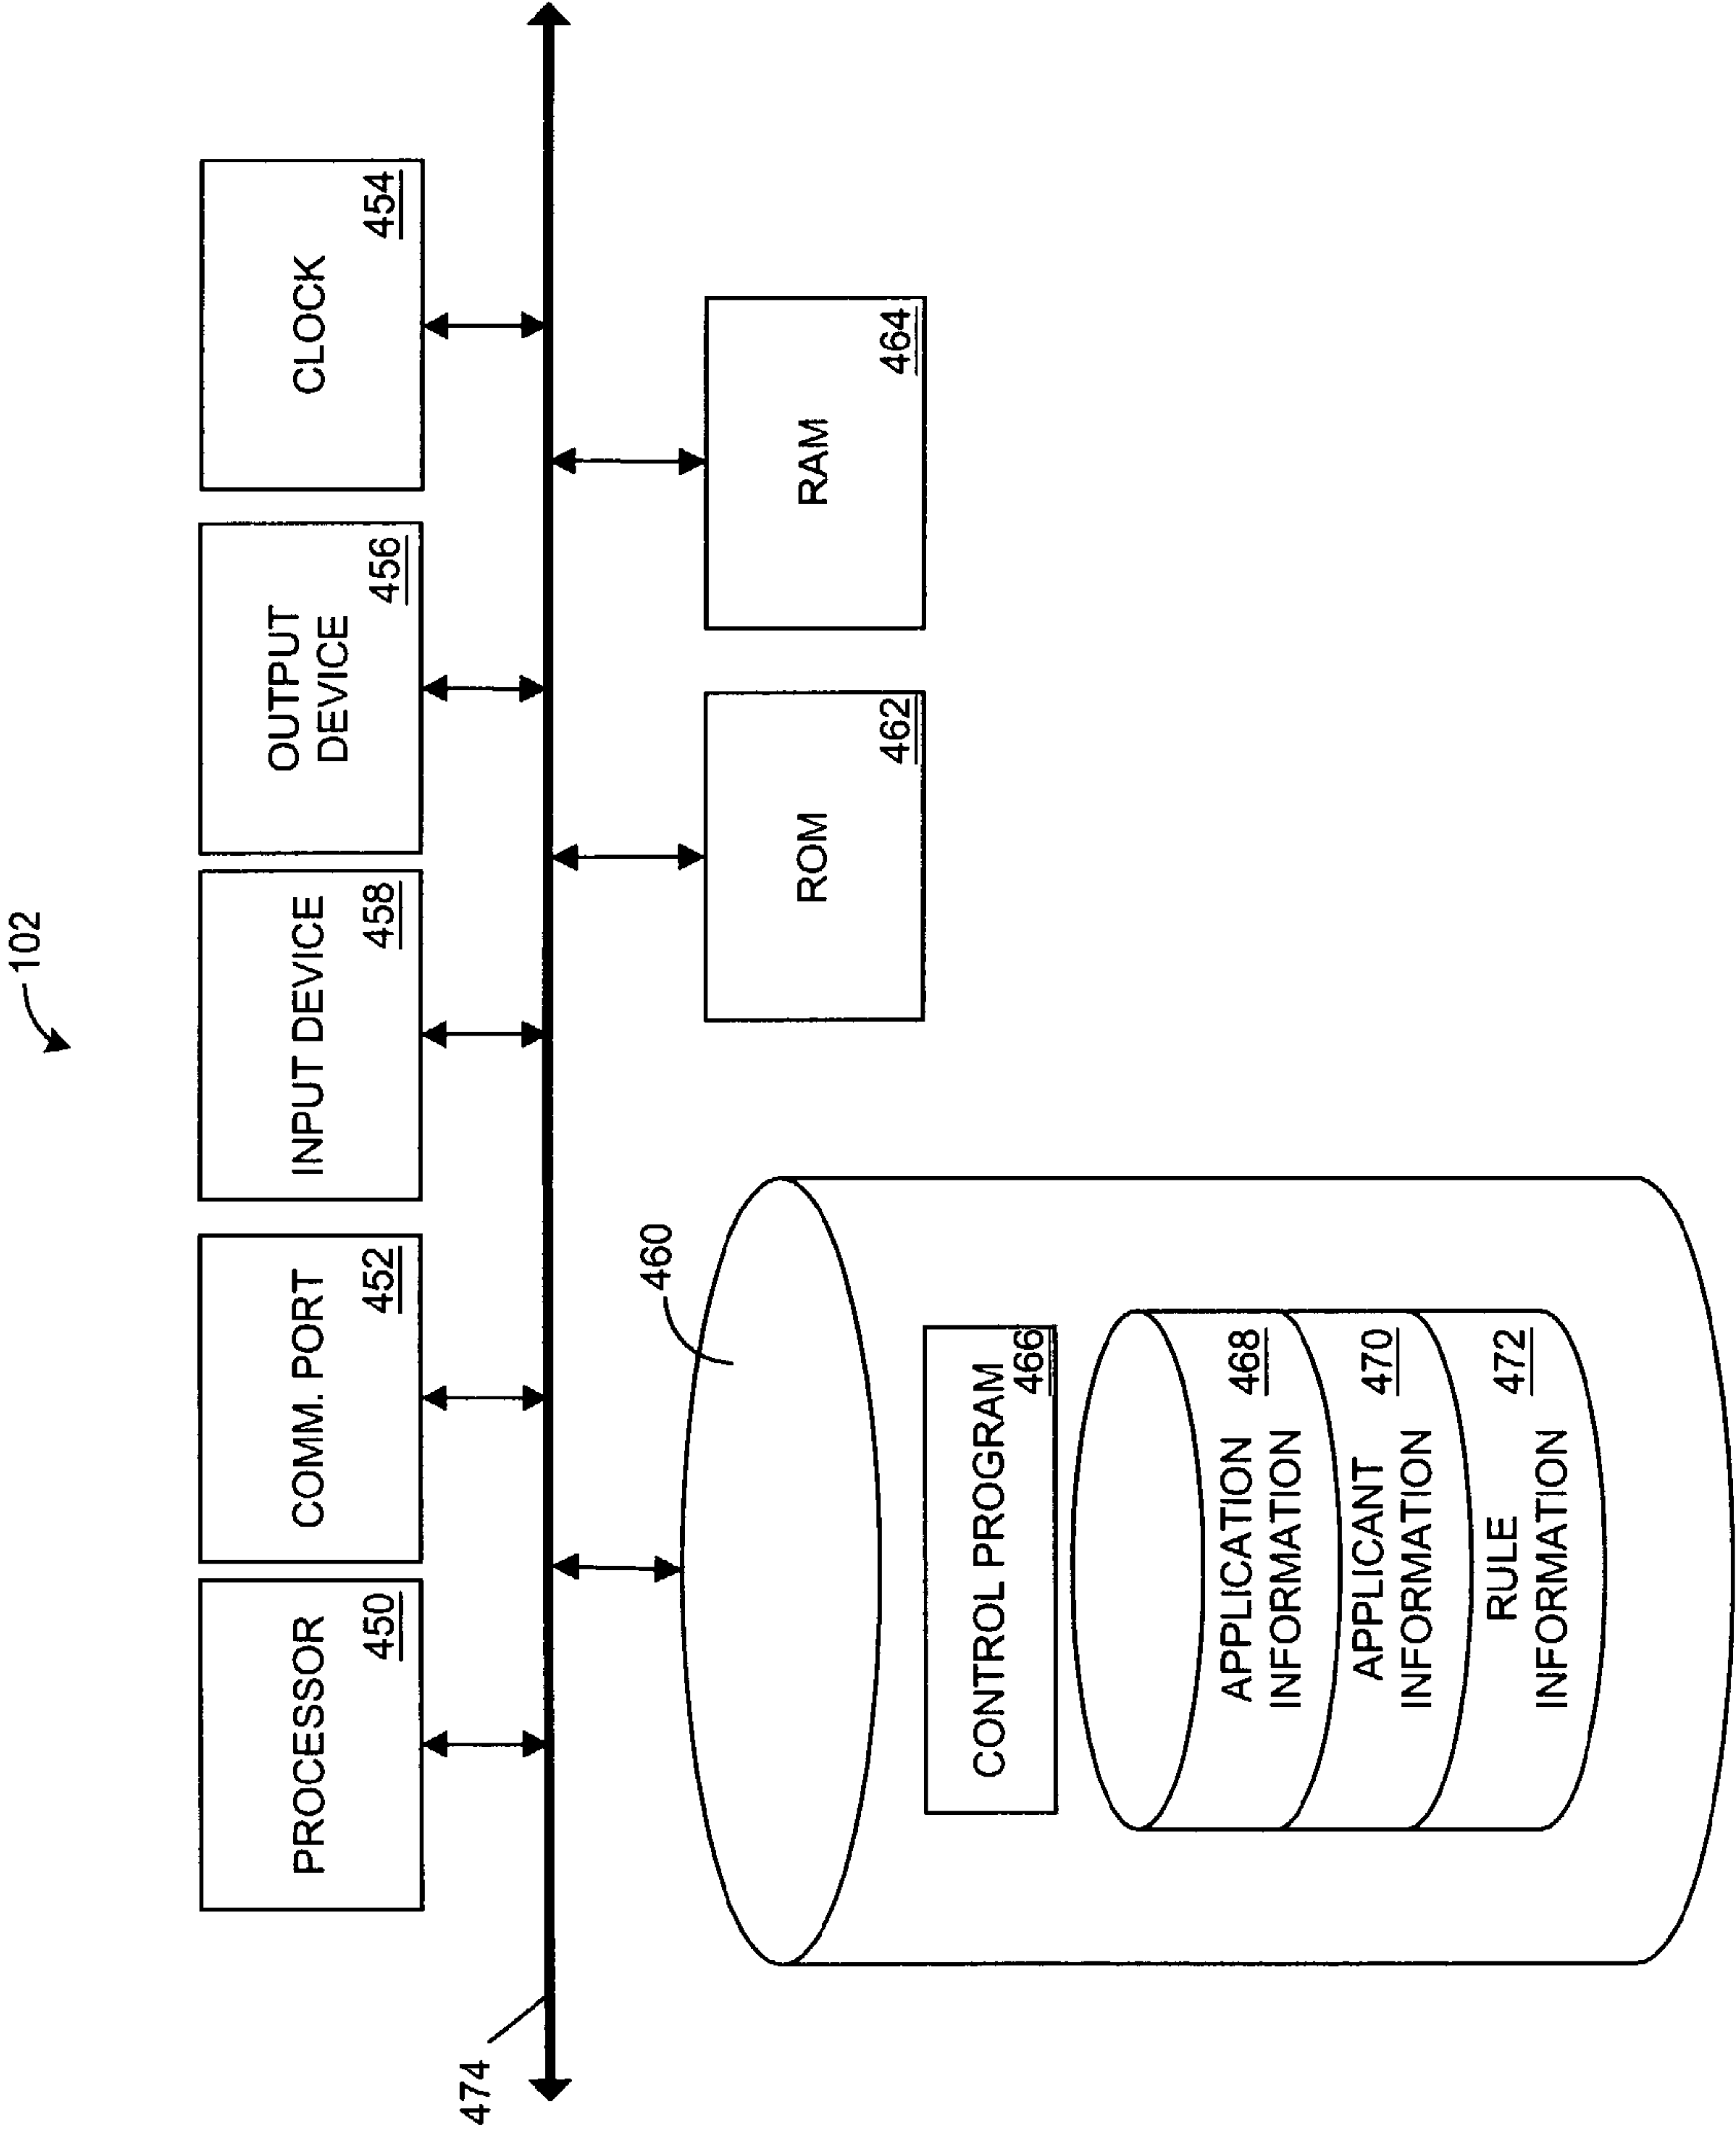 102
PROCESSOR
450
COMM. PORT
452
INPUT DEVICE
458
OUTPUT
DEVICE
456
CLOCK
454
474
460
ROM
462
RAM
464
CONTROL PROGRAM
466
APPLICATION
INFORMATION
468
APPLICANT
INFORMATION
470
RULE
INFORMATION
472